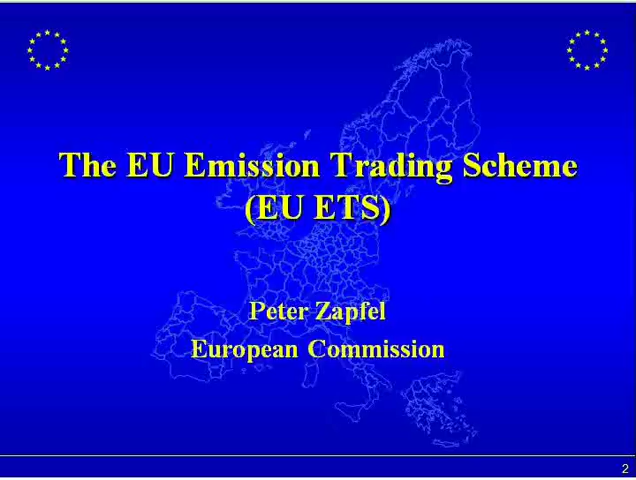 The EU Emission Trading Scheme
(EU ETS)
Peter Zapfel
European Commission
2